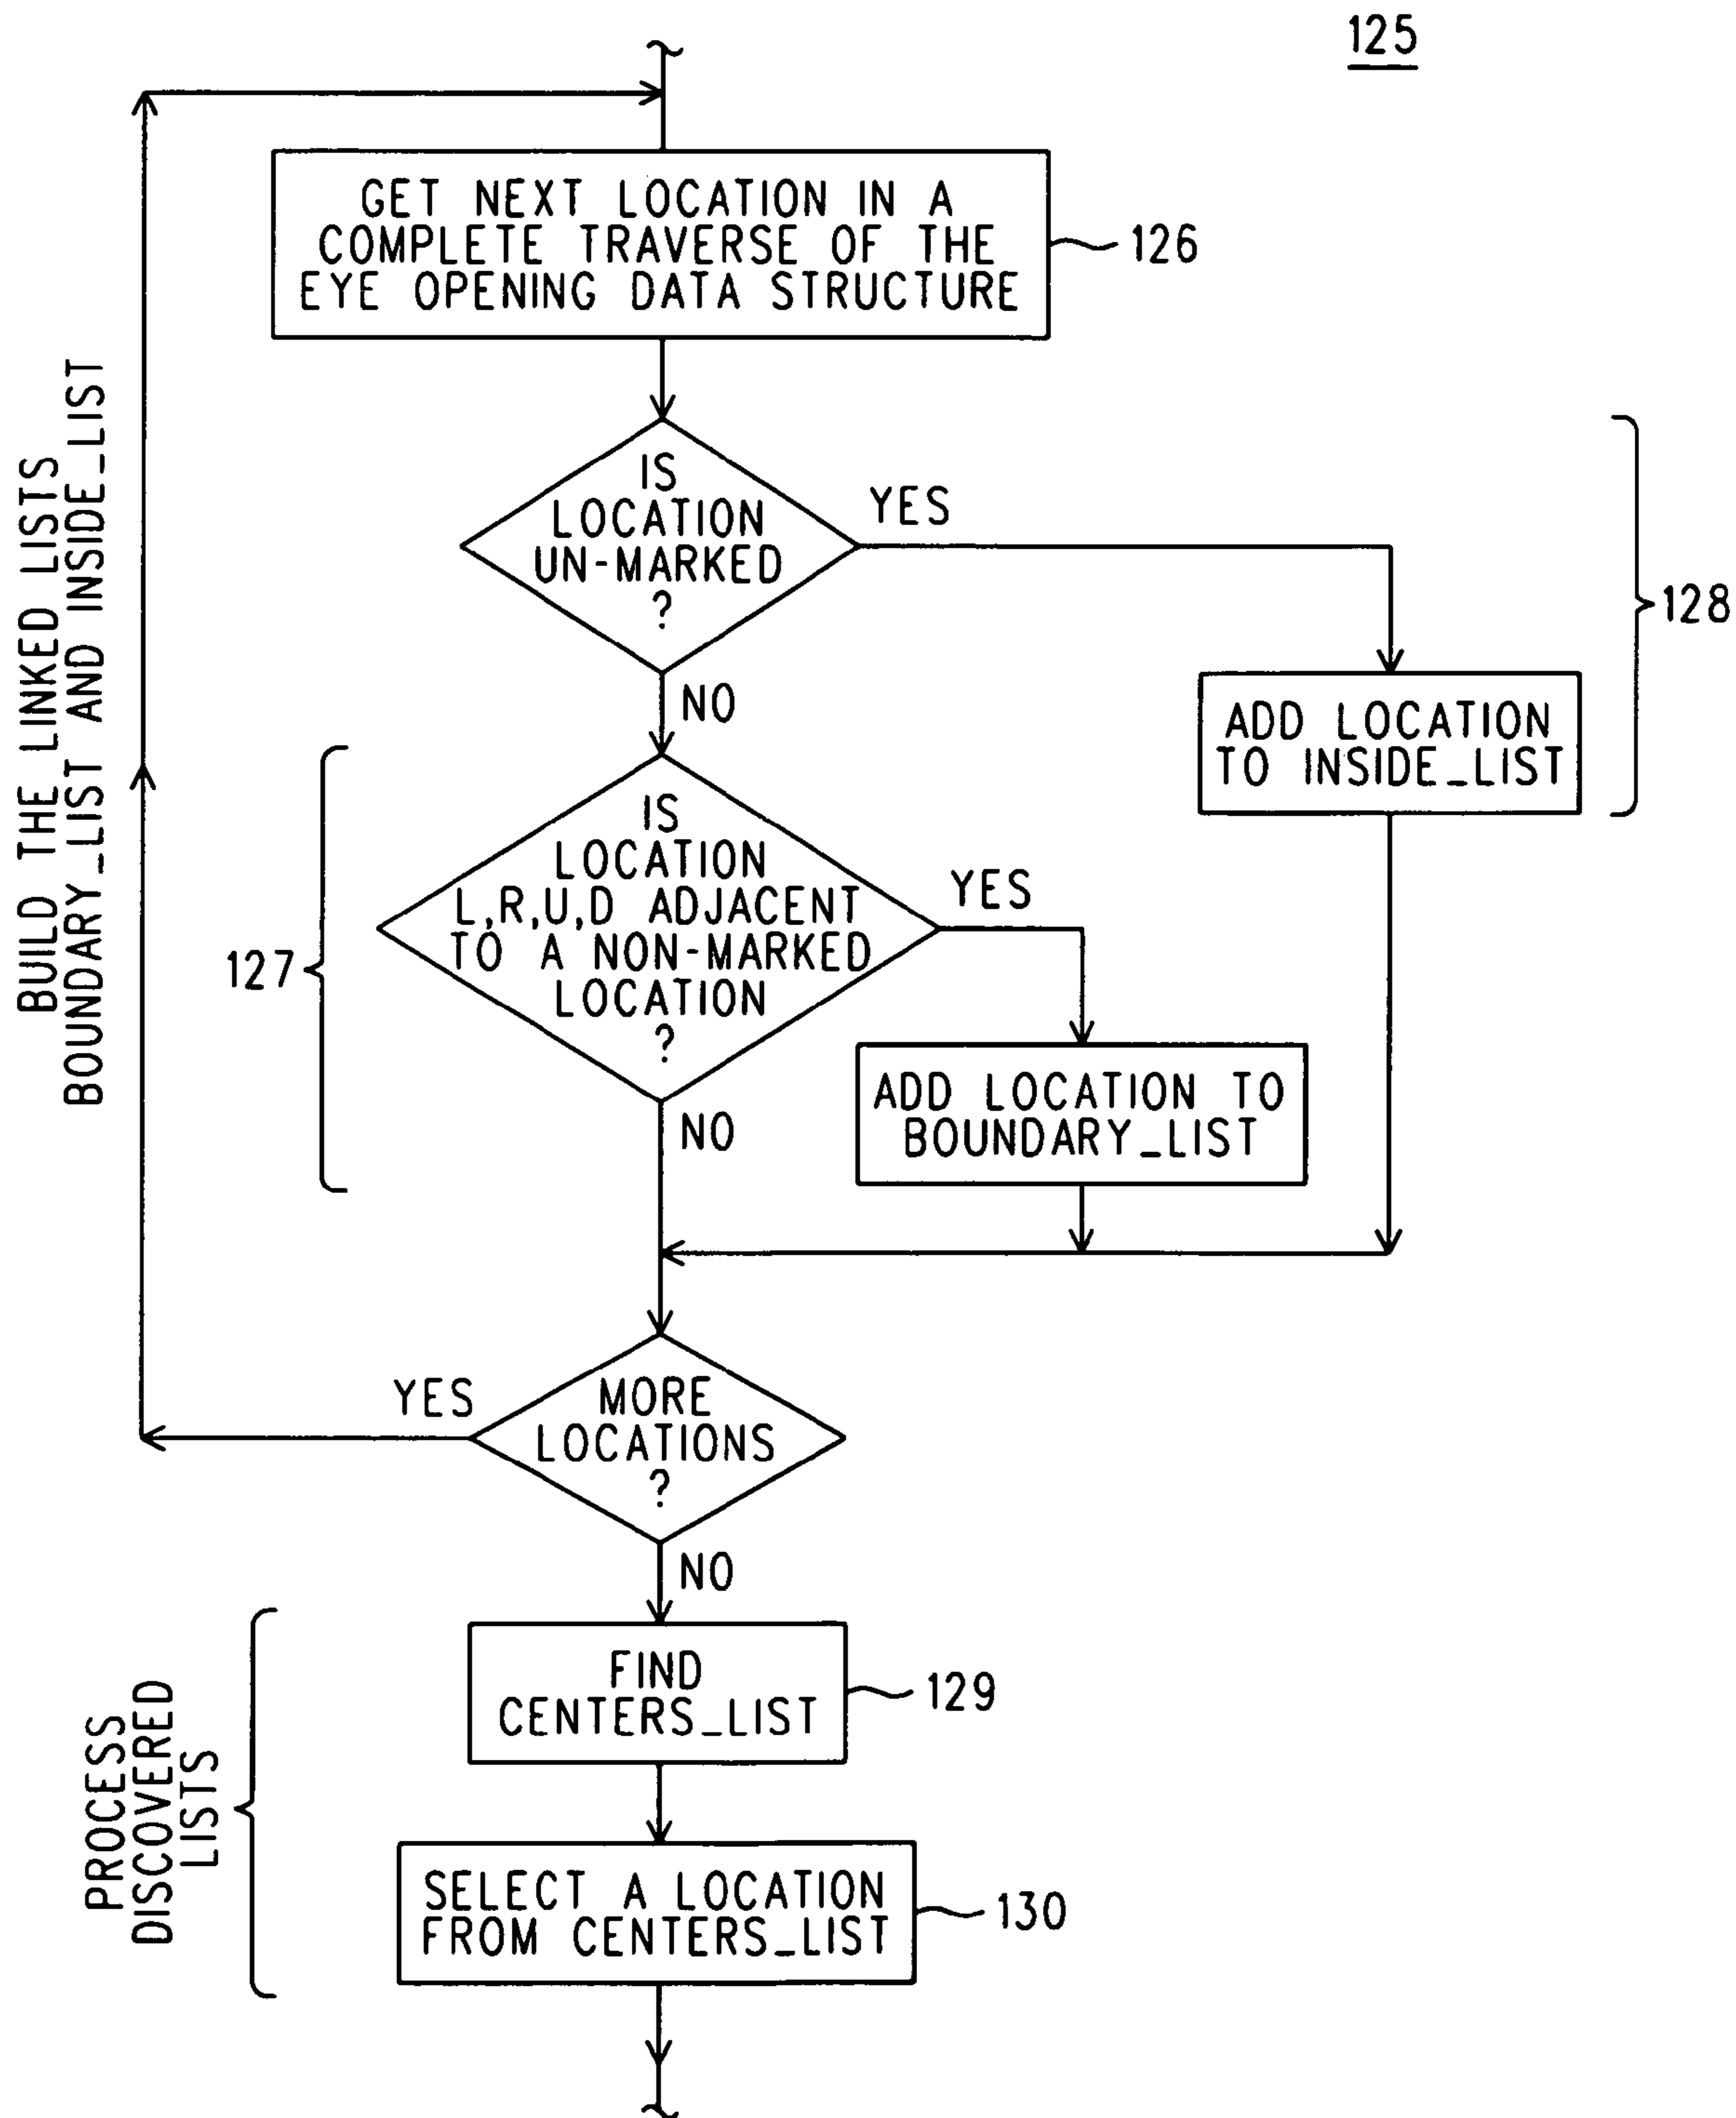 125
GET NEXT LOCATION IN A
COMPLETE TRAVERSE OF THE
EYE OPENING DATA STRUCTURE
126
IS
LOCATION
UN-MARKED
?
YES
NO
128
ADD LOCATION
TO INSIDE_LIST
BUILD THE LINKED LISTS
BOUNDARY_LIST AND INSIDE_LIST
127
IS
LOCATION
L,R,U,D ADJACENT
TO A NON-MARKED
LOCATION
?
YES
NO
ADD LOCATION TO
BOUNDARY_LIST
MORE
LOCATIONS
?
YES
NO
PROCESS
DISCOVERED
LISTS
FIND
CENTERS_LIST
129
SELECT A LOCATION
FROM CENTERS_LIST
130